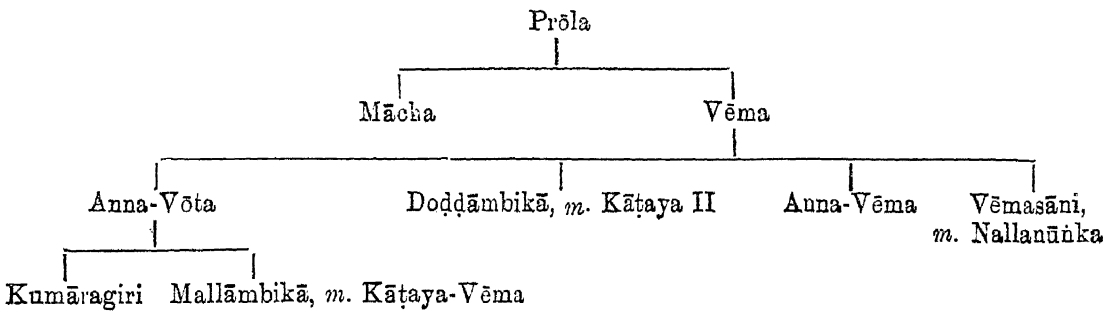 Prōla
Mācha Vēma
Anna-Vōta Doḍḍāmbikā, m. Kāṭaya II Anna-Vēma Vēmasāni,
m. Nallanūṅka
Kumāragiri Mallāmbikā, m. Kāṭaya-Vēma